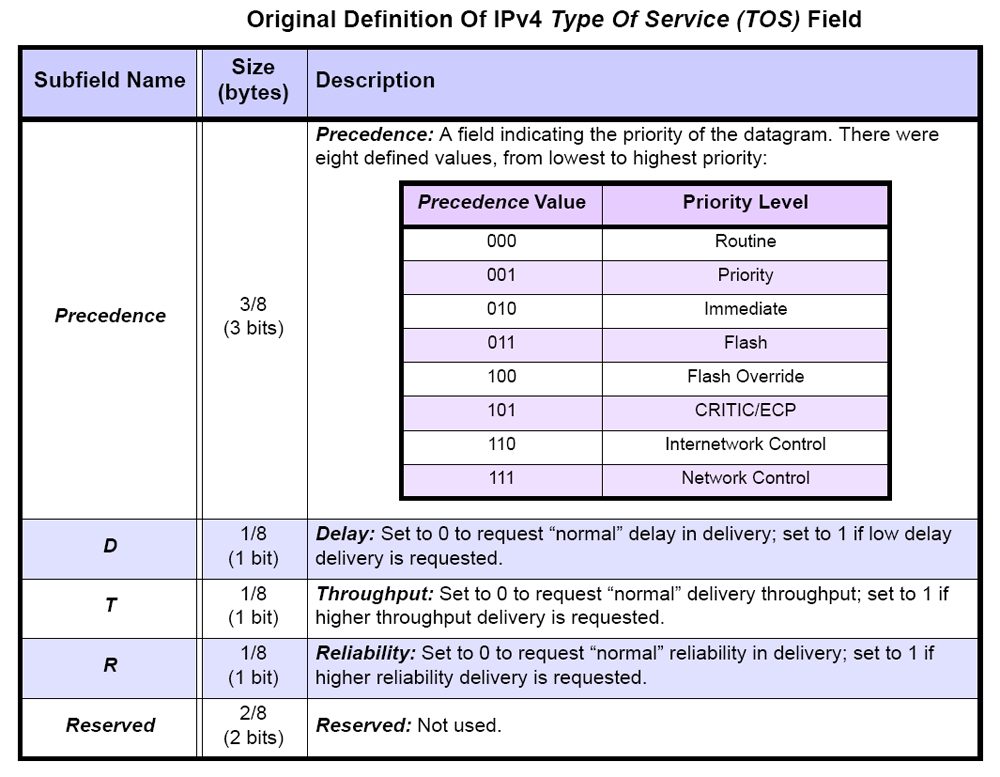 Original Definition Of IPv4 Type Of Service (TOS) Field
Subfield Name
Size
(bytes)
Description
Precedence
3/8
(3 bits)
Precedence: A field indicating the priority of the datagram. There were
eight defined values, from lowest to highest priority:
Precedence Value Priority Level
000 Routine
001 Priority
010 Immediate
011 Flash
100 Flash Override
101 CRITIC/ECP
110 Internetwork Control
111 Network Control
D
1/8
(1 bit)
Delay: Set to 0 to request “normal” delay in delivery; set to 1 if low delay
delivery is requested.
T
1/8
(1 bit)
Throughput: Set to 0 to request “normal” delivery throughput; set to 1 if
higher throughput delivery is requested.
R
1/8
(1 bit)
Reliability: Set to 0 to request “normal” reliability in delivery; set to 1 if
higher reliability delivery is requested.
Reserved
2/8
(2 bits)
Reserved: Not used.